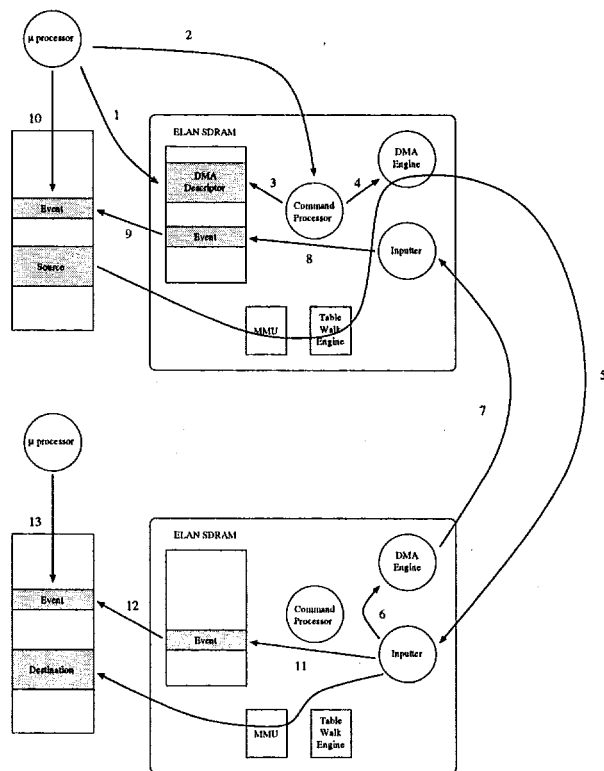 2
μ processor
10
1
ELAN SDRAM
DMA
Descriptor
3
4
DMA
Engine
Command
Processor
Event
9
Event
8
Inputter
Source
MMU
Table
Walk
Engine
5
7
μ processor
13
ELAN SDRAM
DMA
Engine
Command
Processor
6
Event
12
Event
11
Inputter
Destination
MMU
Table
Walk
Engine